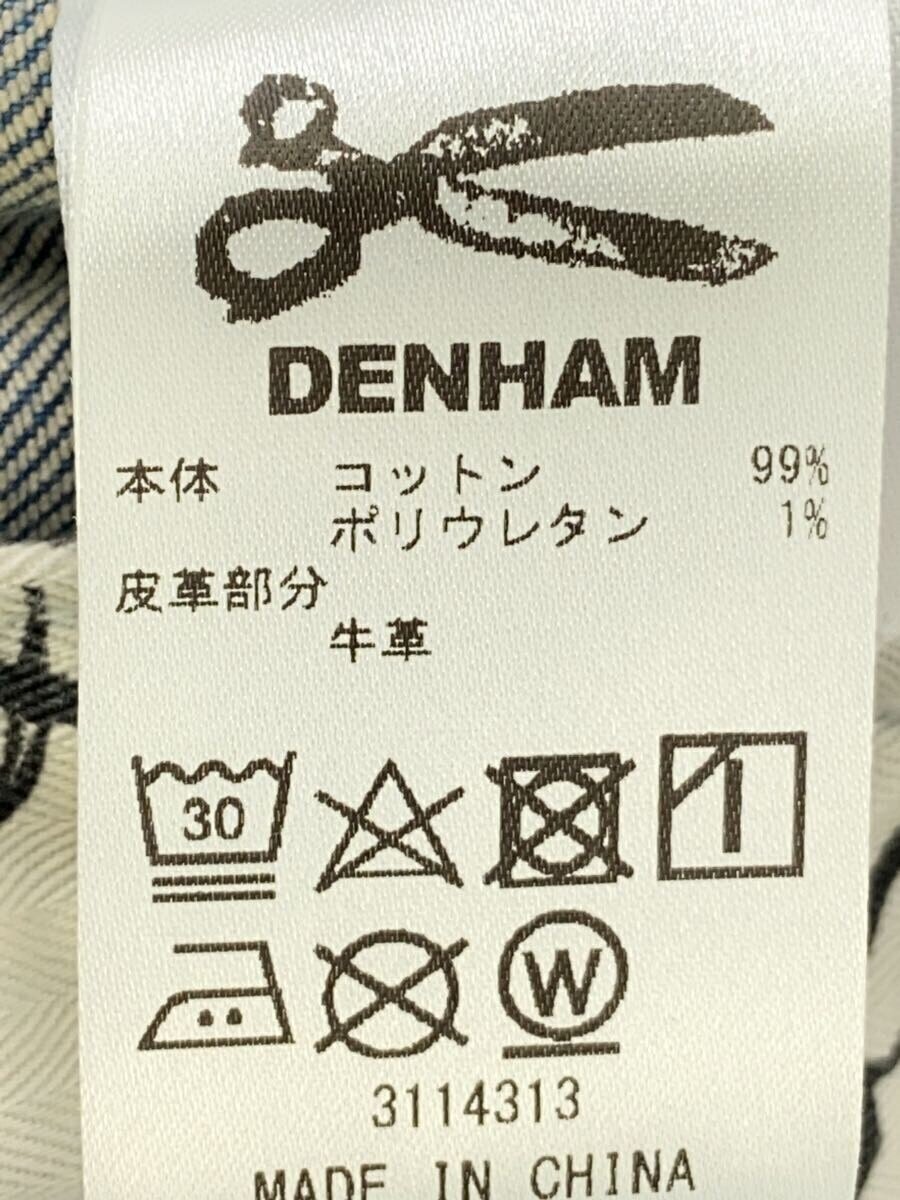 DENHAM
本体 コットン 99%
ポリウレタン 1%
皮革部分
牛革
30
W
3114313
MADE IN CHINA